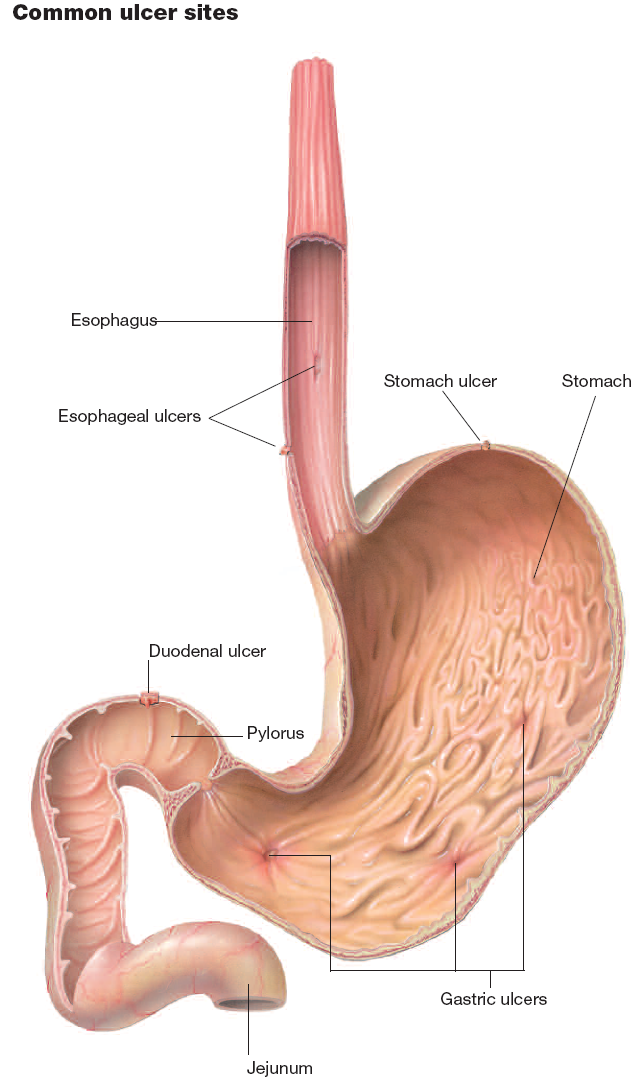 Common ulcer sites
Esophagus
Stomach ulcer
Stomach
Esophageal ulcers
Duodenal ulcer
Pylorus
Gastric ulcers
Jejunum